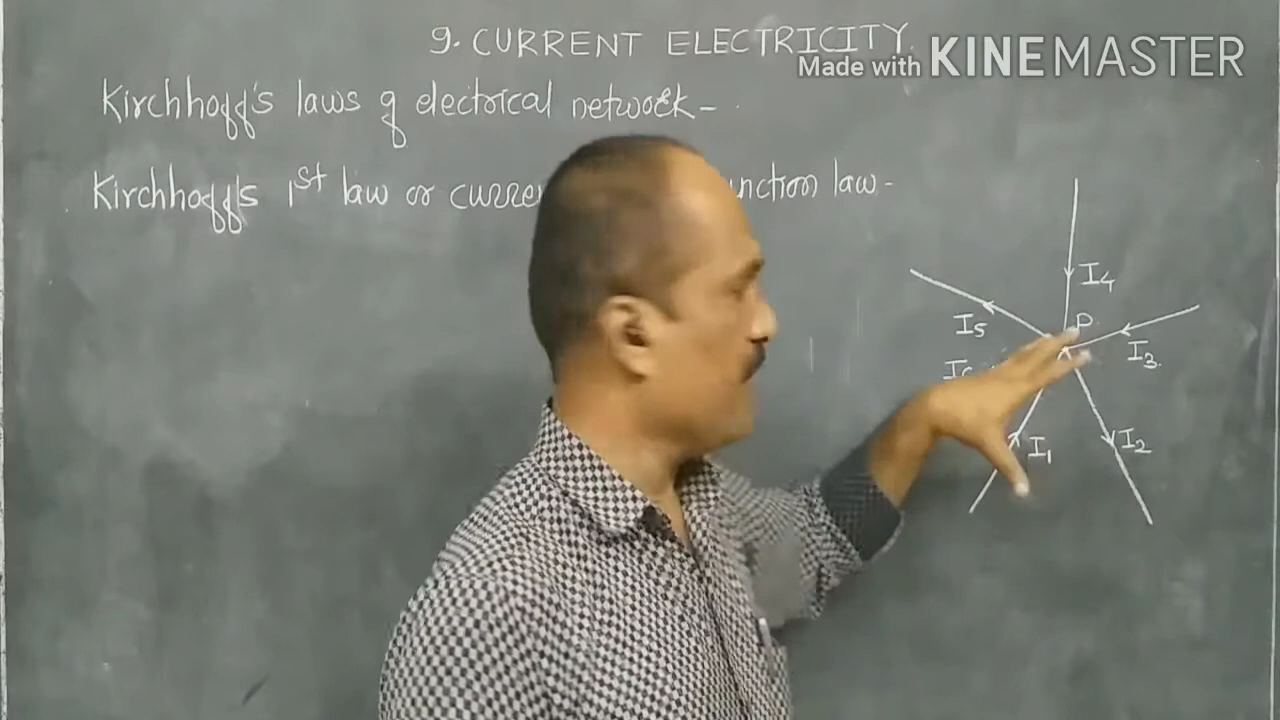 9. CURRENT ELECTRICITY
Made with KINEMASTER
Kirchhoff's laws of electrical network -
Kirchhoff's 1st law or curre unction law -
I4
I5
P
I3
I1
I2